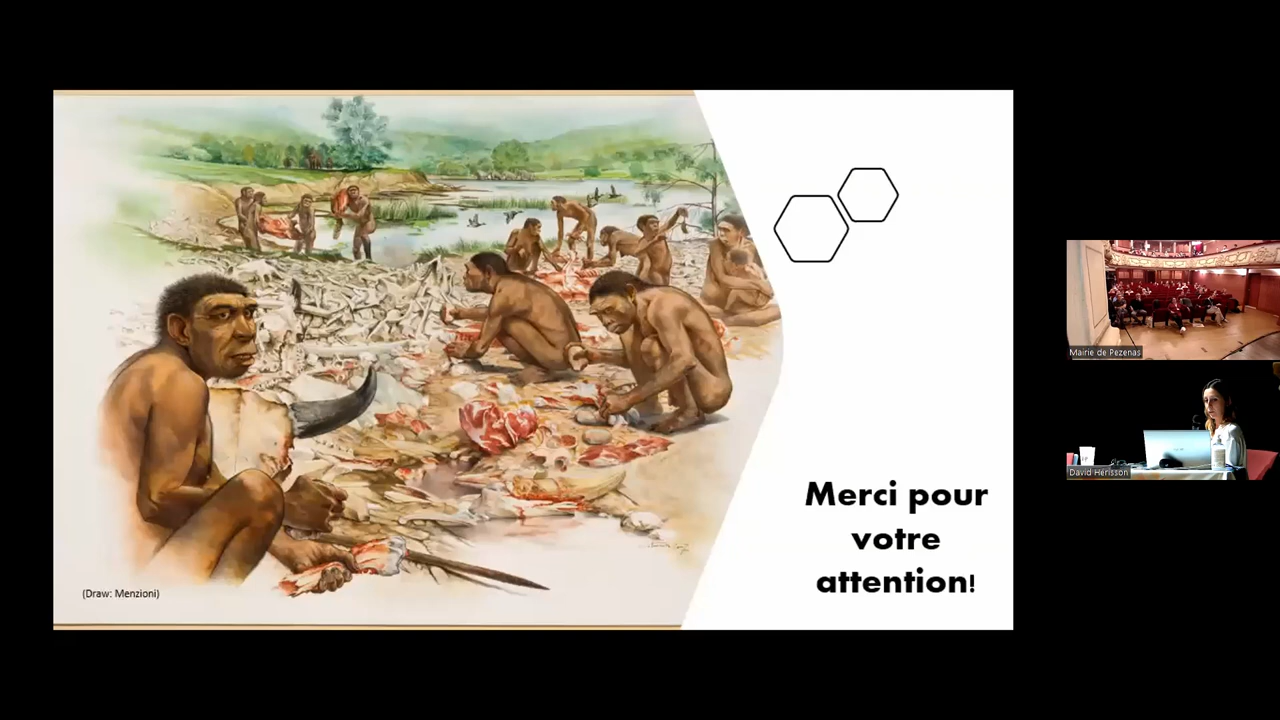 Merci pour
votre
attention!
(Draw: Menzioni)
Mairie de Pezenas
David Hérisson